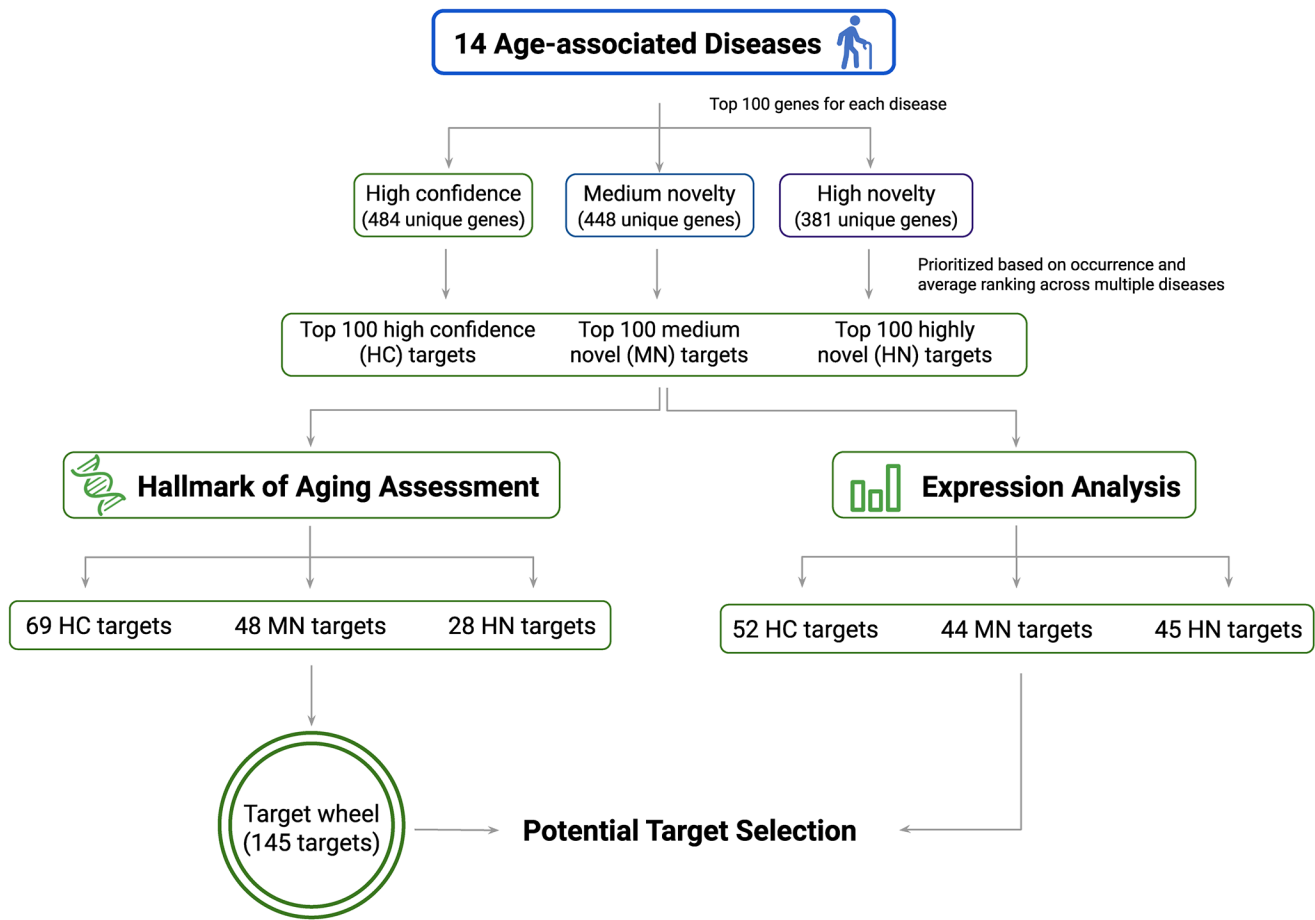 14 Age-associated Diseases
Top 100 genes for each disease
High confidence
(484 unique genes)
Medium novelty
(448 unique genes)
High novelty
(381 unique genes)
Prioritized based on occurrence and
average ranking across multiple diseases
Top 100 high confidence
(HC) targets
Top 100 medium
novel (MN) targets
Top 100 highly
novel (HN) targets
Hallmark of Aging Assessment
Expression Analysis
69 HC targets
48 MN targets
28 HN targets
52 HC targets
44 MN targets
45 HN targets
Target wheel
(145 targets)
Potential Target Selection